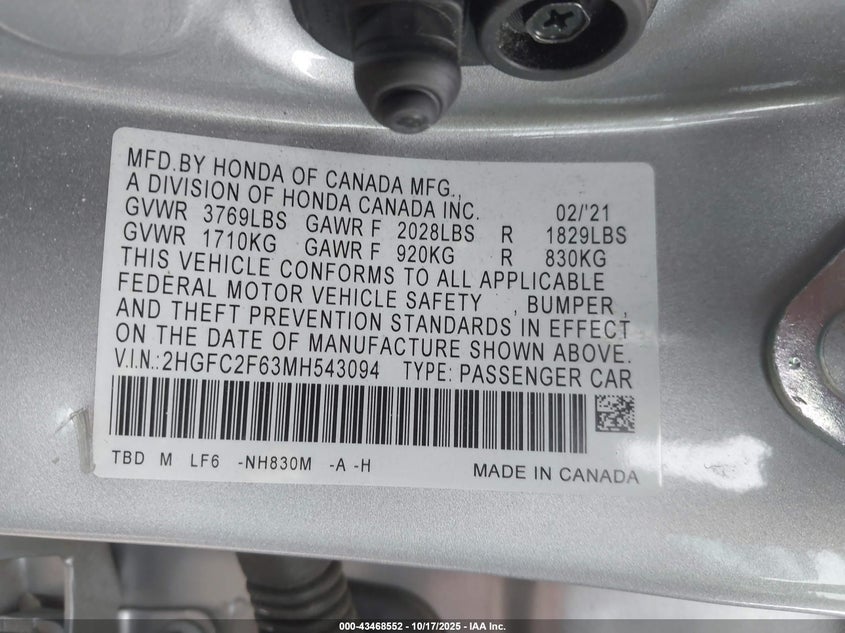 MFD.BY HONDA OF CANADA MFG.,
A DIVISION OF HONDA CANADA INC. 02/'21
GVWR 3769LBS GAWR F 2028LBS R 1829LBS
GVWR 1710KG GAWR F 920KG R 830KG
THIS VEHICLE CONFORMS TO ALL APPLICABLE
FEDERAL MOTOR VEHICLE SAFETY , BUMPER ,
AND THEFT PREVENTION STANDARDS IN EFFECT
ON THE DATE OF MANUFACTURE SHOWN ABOVE.
V.I.N.:2HGFC2F63MH543094 TYPE: PASSENGER CAR
TBD M LF6 -NH830M -A -H MADE IN CANADA
000-43468552 - 10/17/2025 - IAA Inc.